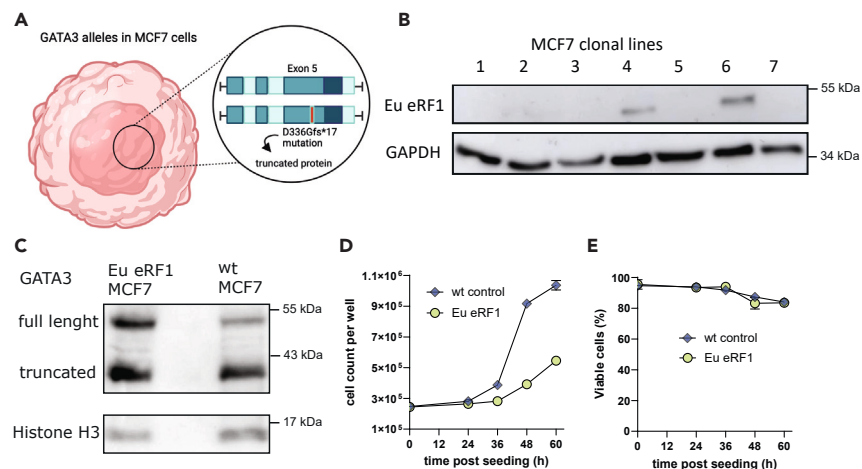 A
GATA3 alleles in MCF7 cells
Exon 5
D336Gfs*17
mutation
truncated protein
B
MCF7 clonal lines
1 2 3 4 5 6 7
Eu eRF1
55 kDa
GAPDH
34 kDa
C
GATA3
Eu eRF1
MCF7
wt
MCF7
full lenght
55 kDa
43 kDa
truncated
Histone H3
17 kDa
D
cell count per well
1.1×10⁶
9×10⁵
7×10⁵
5×10⁵
3×10⁵
1×10⁵
wt control
Eu eRF1
0 12 24 36 48 60
time post seeding (h)
E
Viable cells (%)
100
80
60
40
20
0
wt control
Eu eRF1
0 12 24 36 48 60
time post seeding (h)